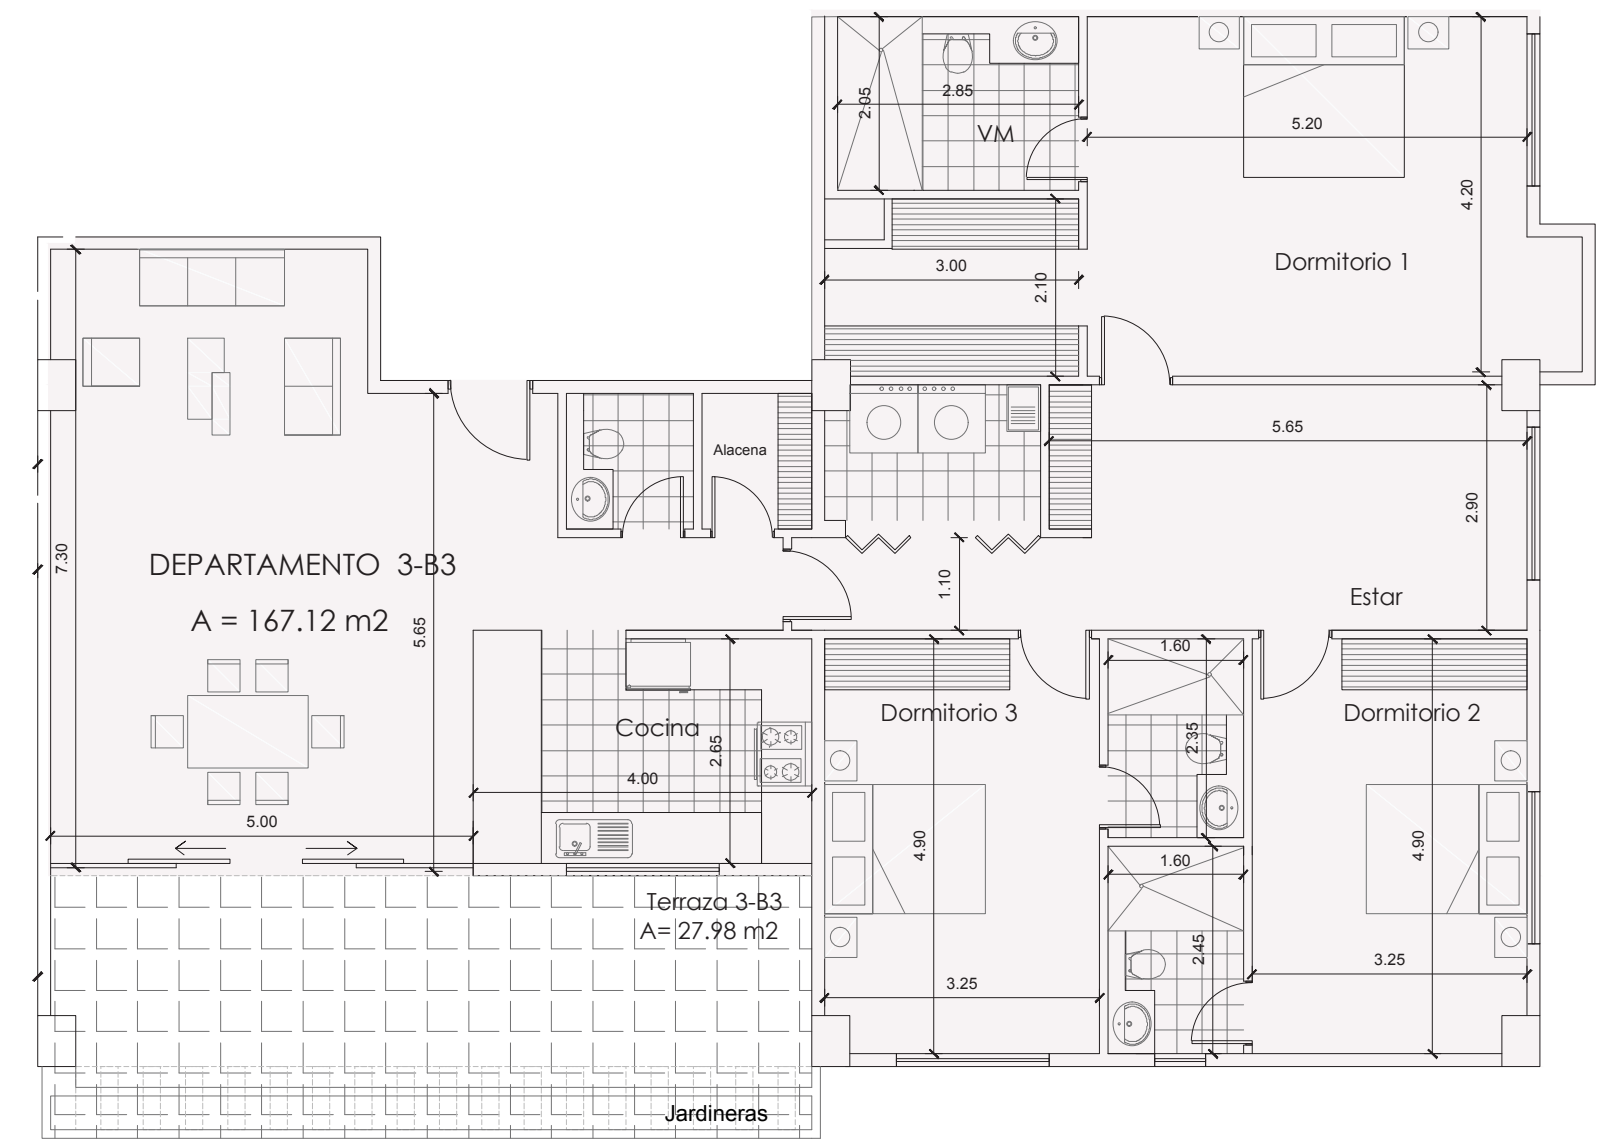 2.05
2.85
VM
5.20
4.20
Dormitorio 1
3.00
2.10
5.65
Alacena
2.90
7.30
DEPARTAMENTO 3-B3
A = 167.12 m2
5.65
1.10
Estar
1.60
Dormitorio 3
Dormitorio 2
Cocina
2.65
2.35
4.00
5.00
4.90
4.90
1.60
Terraza 3-B3
A= 27.98 m2
2.45
3.25
3.25
Jardineras